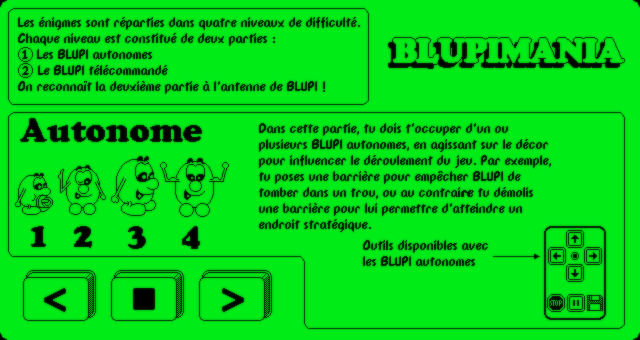 Les énigmes sont réparties dans quatre niveaux de difficulté.
Chaque niveau est constitué de deux parties :
1 Les BLUPI autonomes
2 Le BLUPI télécommandé
On reconnaît la deuxième partie à l'antenne de BLUPI !
BLUPIMANIA
Autonome
1 2 3 4
Dans cette partie, tu dois t'occuper d'un ou
plusieurs BLUPI autonomes, en agissant sur le décor
pour influencer le déroulement du jeu. Par exemple,
tu poses une barrière pour empêcher BLUPI de
tomber dans un trou, ou au contraire tu démolis
une barrière pour lui permettre d'atteindre un
endroit stratégique.
Outils disponibles avec
les BLUPI autonomes
STOP
< ■ >